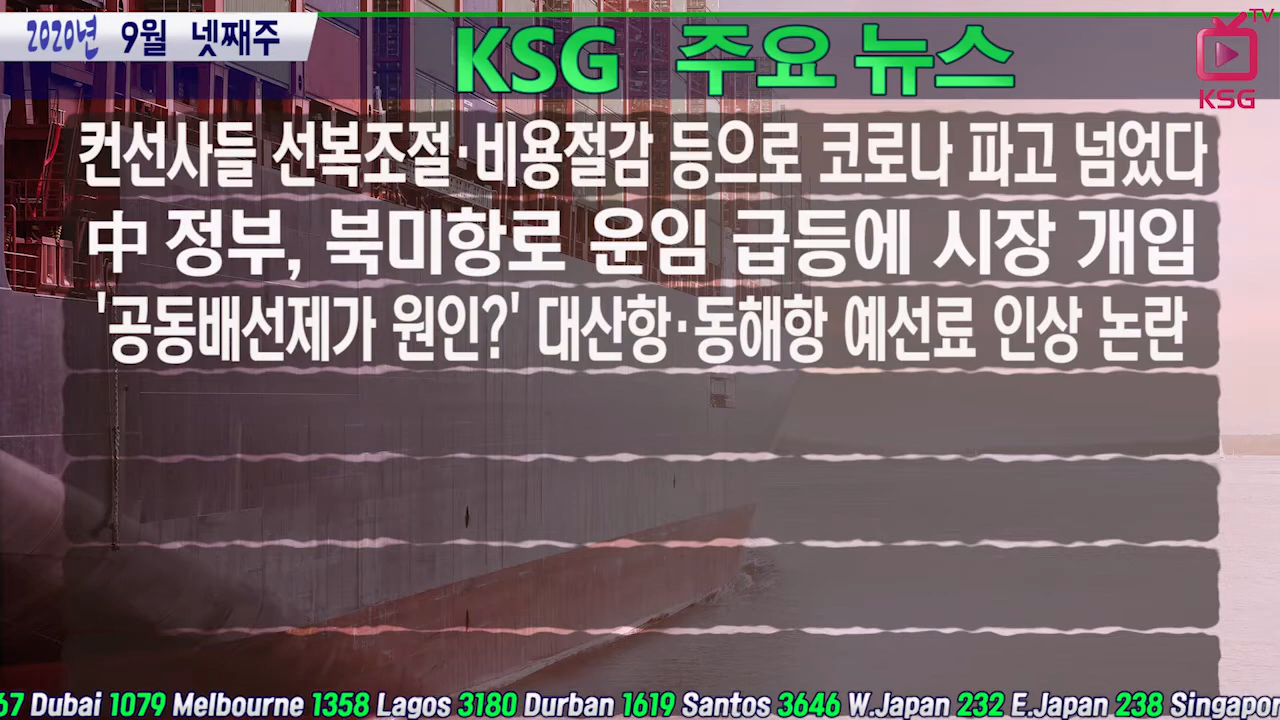 2020년 9월 넷째주
KSG 주요 뉴스
TV
KSG
컨선사들 선복조절·비용절감 등으로 코로나 파고 넘었다
中 정부, 북미항로 운임 급등에 시장 개입
'공동배선제가 원인?' 대산항·동해항 예선료 인상 논란
67 Dubai 1079 Melbourne 1358 Lagos 3180 Durban 1619 Santos 3646 W.Japan 232 E.Japan 238 Singapor